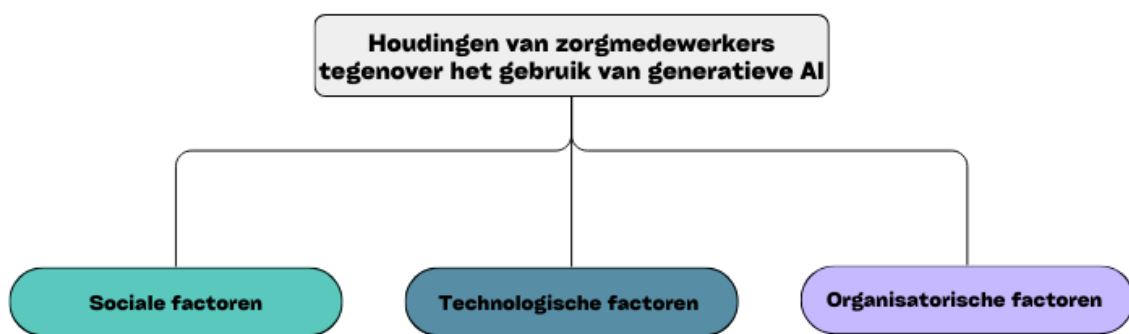 Houdingen van zorgmedewerkers
tegenover het gebruik van generatieve AI
Sociale factoren
Technologische factoren
Organisatorische factoren